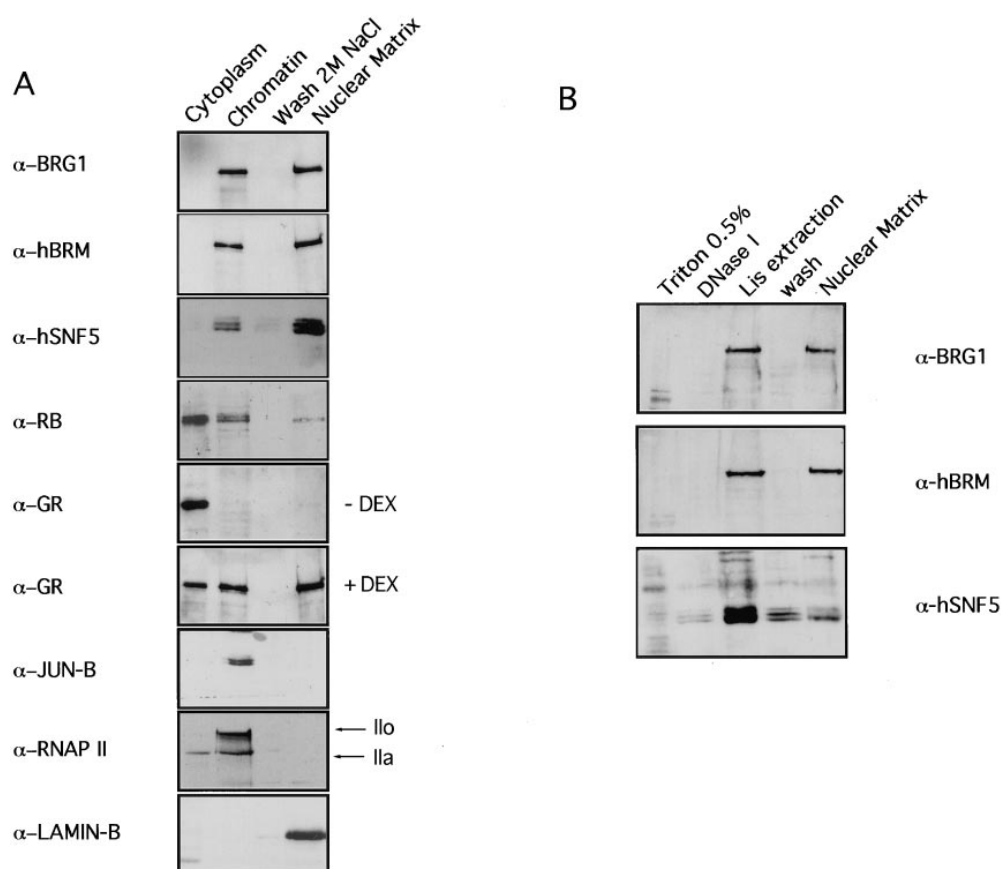 A
Cytoplasm
Chromatin
Wash 2M NaCl
Nuclear Matrix
α-BRG1
α-hBRM
α-hSNF5
α-RB
α-GR
- DEX
α-GR
+ DEX
α-JUN-B
α-RNAP II
IIo
IIa
α-LAMIN-B
B
Triton 0.5%
DNase I
Lis extraction
wash
Nuclear Matrix
α-BRG1
α-hBRM
α-hSNF5